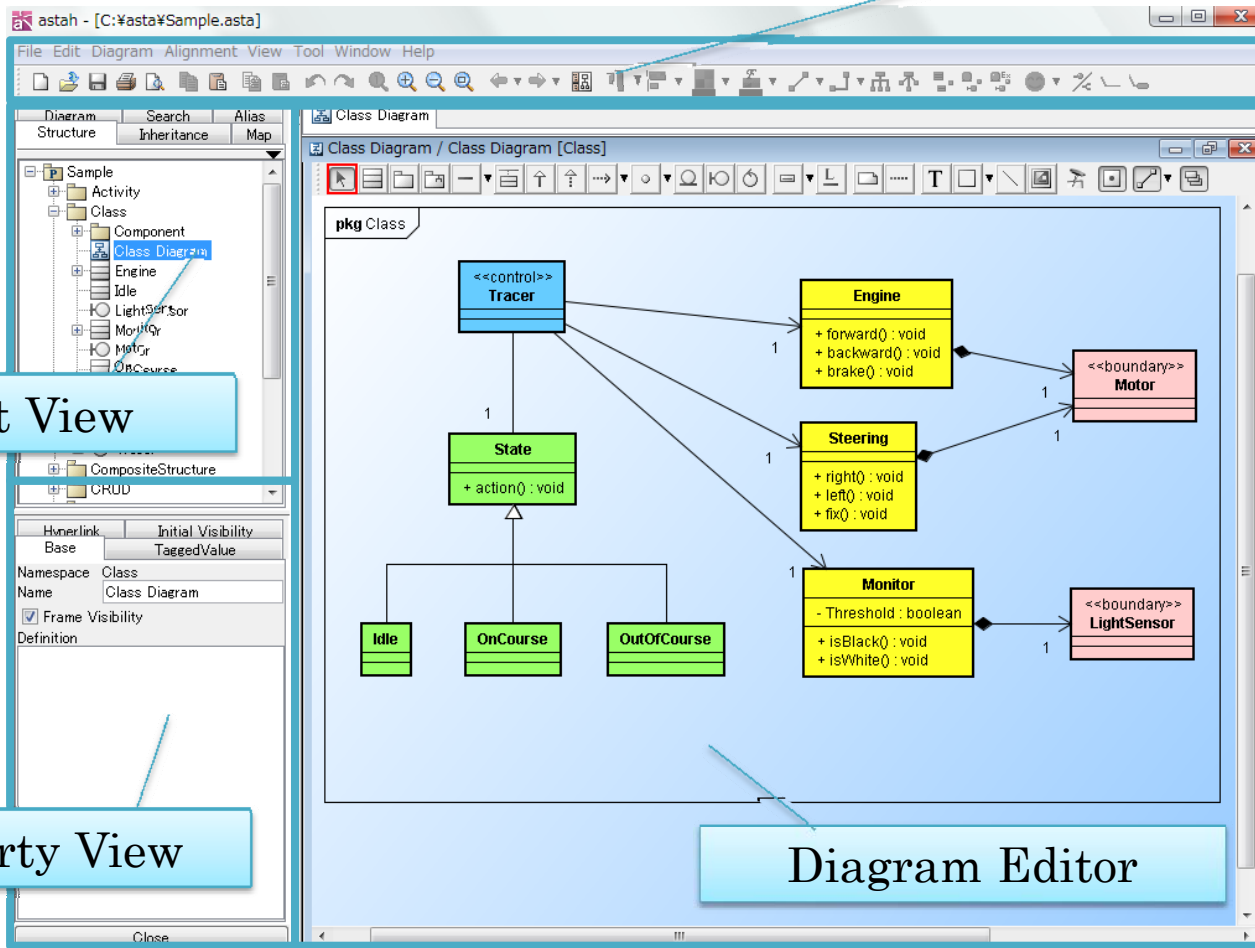 astah - [C:¥asta¥Sample.asta]
File Edit Diagram Alignment View Tool Window Help
Diagram Search Alias
Structure Inheritance Map
Sample
Activity
Class
Component
Class Diagram
Engine
Idle
LightSensor
Monitor
Motor
OnCourse
t View
CompositeStructure
CRUD
Hyperlink Initial Visibility
Base TaggedValue
Namespace Class
Name Class Diagram
Frame Visibility
Definition
rty View
Close
Class Diagram
Class Diagram / Class Diagram [Class]
T
pkg Class
<<control>>
Tracer
1
State
+ action() : void
Idle
OnCourse
OutOfCourse
Engine
+ forward() : void
+ backward() : void
+ brake() : void
1
Steering
+ right() : void
+ left() : void
+ fix() : void
1
Monitor
- Threshold : boolean
+ isBlack() : void
+ isWhite() : void
1
<<boundary>>
Motor
1
1
<<boundary>>
LightSensor
1
Diagram Editor